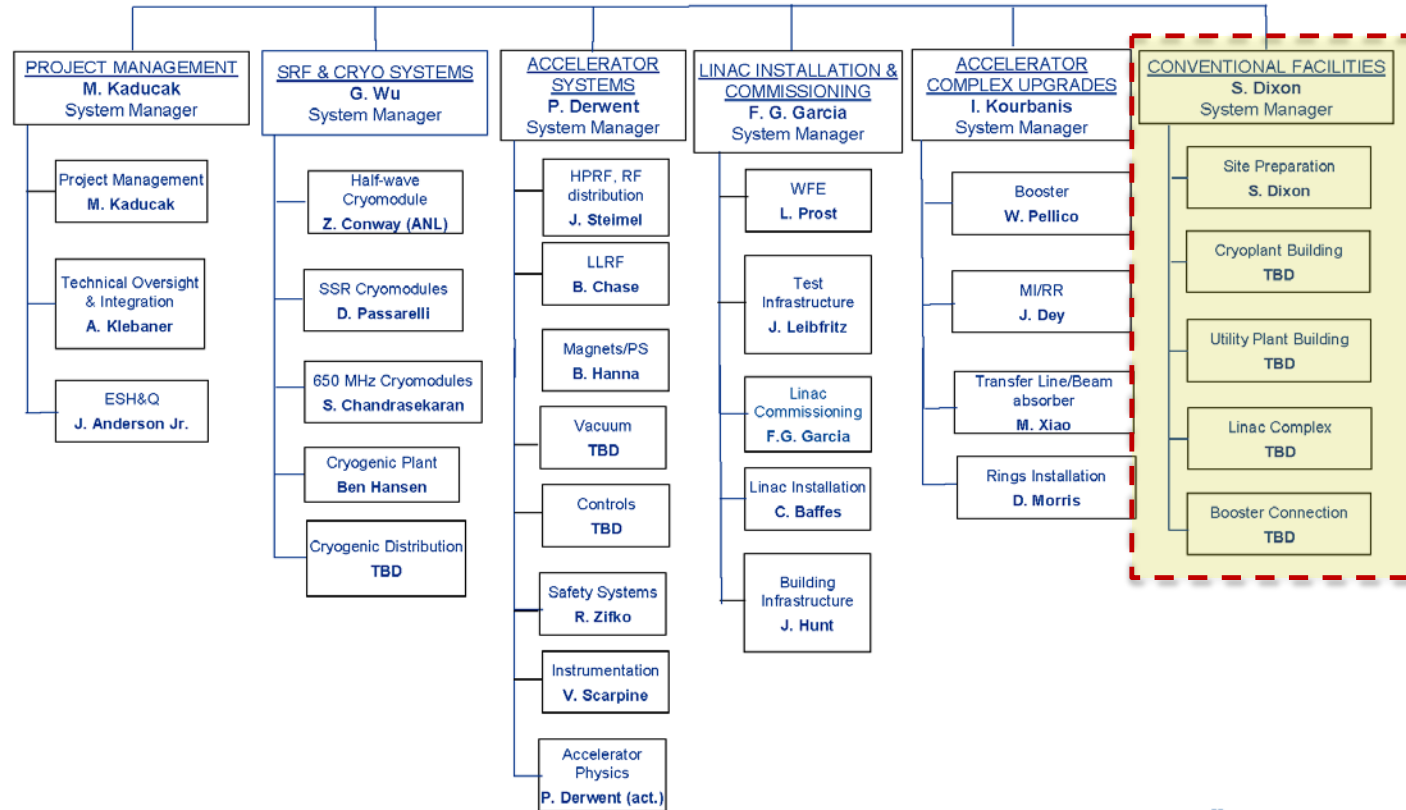 PROJECT MANAGEMENT
M. Kaducak
System Manager
Project Management
M. Kaducak
Technical Oversight
& Integration
A. Klebaner
ESH&Q
J. Anderson Jr.
SRF & CRYO SYSTEMS
G. Wu
System Manager
Half-wave
Cryomodule
Z. Conway (ANL)
SSR Cryomodules
D. Passarelli
650 MHz Cryomodules
S. Chandrasekaran
Cryogenic Plant
Ben Hansen
Cryogenic Distribution
TBD
ACCELERATOR
SYSTEMS
P. Derwent
System Manager
HPRF, RF
distribution
J. Steimel
LLRF
B. Chase
Magnets/PS
B. Hanna
Vacuum
TBD
Controls
TBD
Safety Systems
R. Zifko
Instrumentation
V. Scarpine
Accelerator
Physics
P. Derwent (act.)
LINAC INSTALLATION &
COMMISSIONING
F. G. Garcia
System Manager
WFE
L. Prost
Test
Infrastructure
J. Leibfritz
Linac
Commissioning
F.G. Garcia
Linac Installation
C. Baffes
Building
Infrastructure
J. Hunt
ACCELERATOR
COMPLEX UPGRADES
I. Kourbanis
System Manager
Booster
W. Pellico
MI/RR
J. Dey
Transfer Line/Beam
absorber
M. Xiao
Rings Installation
D. Morris
CONVENTIONAL FACILITIES
S. Dixon
System Manager
Site Preparation
S. Dixon
Cryoplant Building
TBD
Utility Plant Building
TBD
Linac Complex
TBD
Booster Connection
TBD